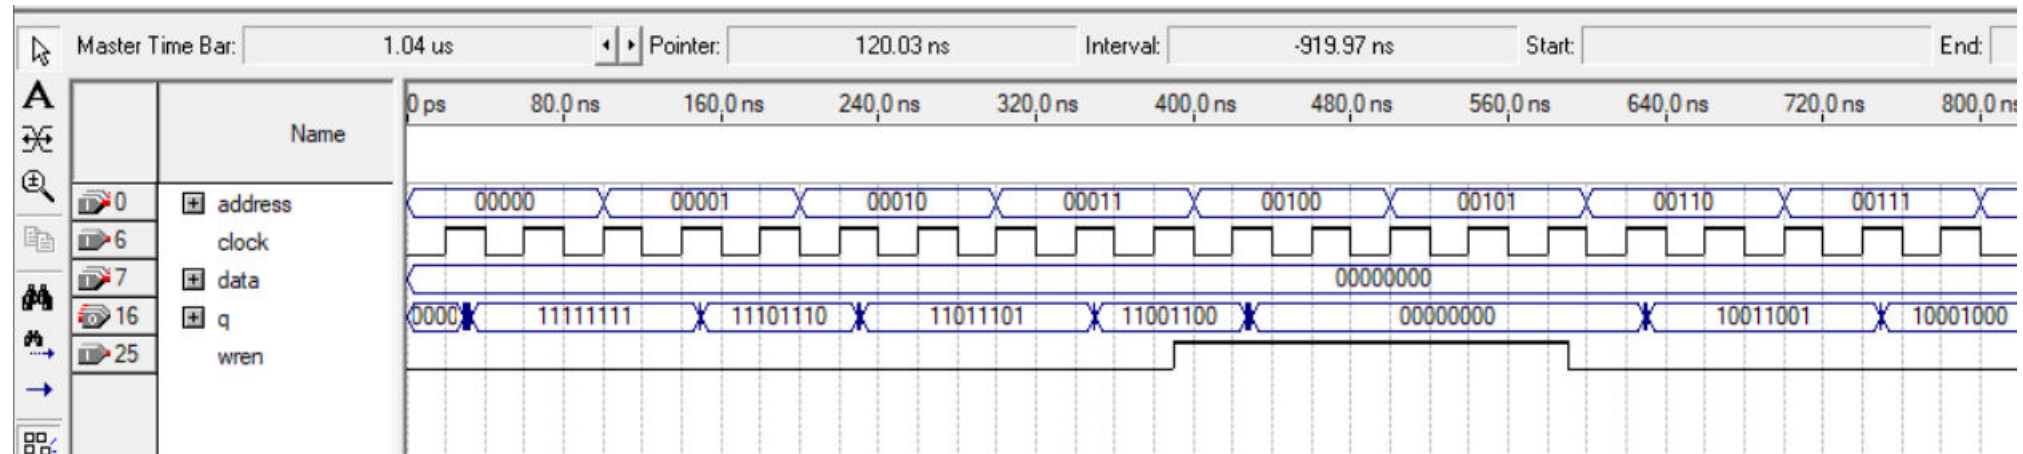 Master Time Bar: 1.04 us Pointer: 120.03 ns Interval: -919.97 ns Start: End:
A
Name
0 ps 80.0 ns 160.0 ns 240.0 ns 320.0 ns 400.0 ns 480.0 ns 560.0 ns 640.0 ns 720.0 ns 800.0 ns
0 address 00000 00001 00010 00011 00100 00101 00110 00111
6 clock
7 data 00000000
16 q 0000 11111111 11101110 11011101 11001100 00000000 10011001 10001000
25 wren